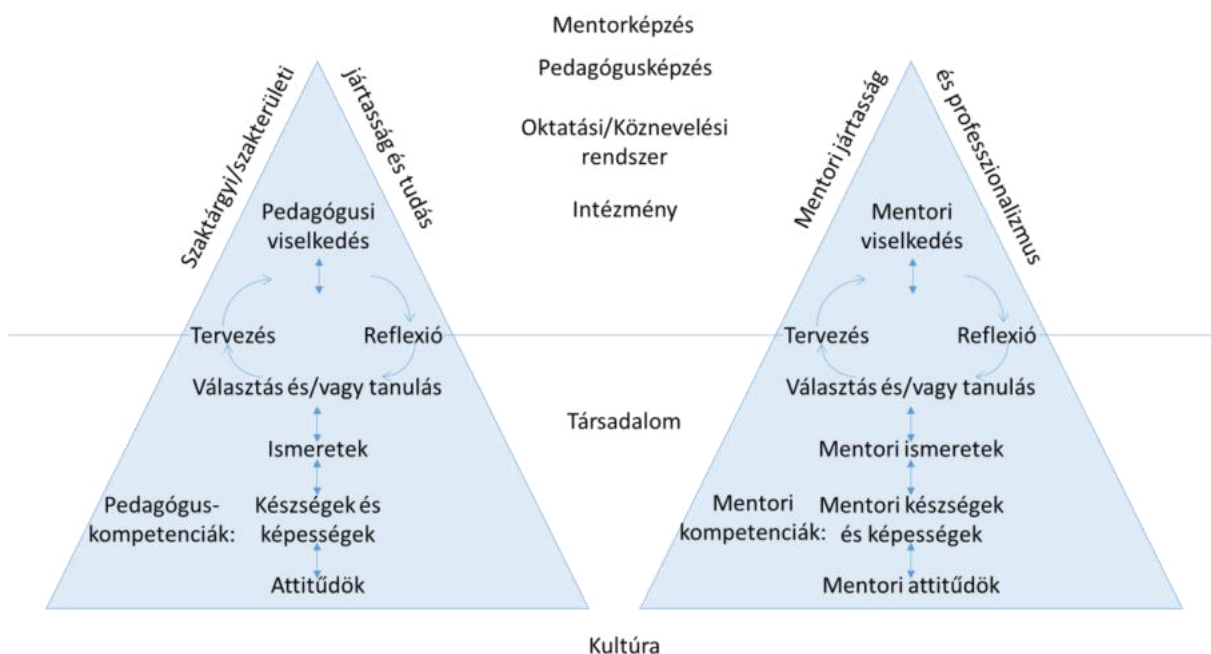 Mentorképzés
Pedagógusképzés
Oktatási/Köznevelési
rendszer
Intézmény
Társadalom
Kultúra
Szaktárgyi/szakterületi
jártasság és tudás
Pedagógusi
viselkedés
Tervezés
Reflexió
Választás és/vagy tanulás
Ismeretek
Pedagógus-
kompetenciák:
Készségek és
képességek
Attitűdök
Mentori jártasság
és professzionalizmus
Mentori
viselkedés
Tervezés
Reflexió
Választás és/vagy tanulás
Mentori ismeretek
Mentori
kompetenciák:
Mentori készségek
és képességek
Mentori attitűdök